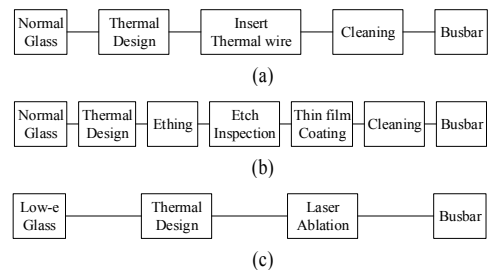 Normal Thermal Insert Cleaning Busbar
Glass Design Thermal wire
(a)
Normal Thermal Ething Etch Thin film Cleaning Busbar
Glass Design Inspection Coating
(b)
Low-e Thermal Laser Busbar
Glass Design Ablation
(c)